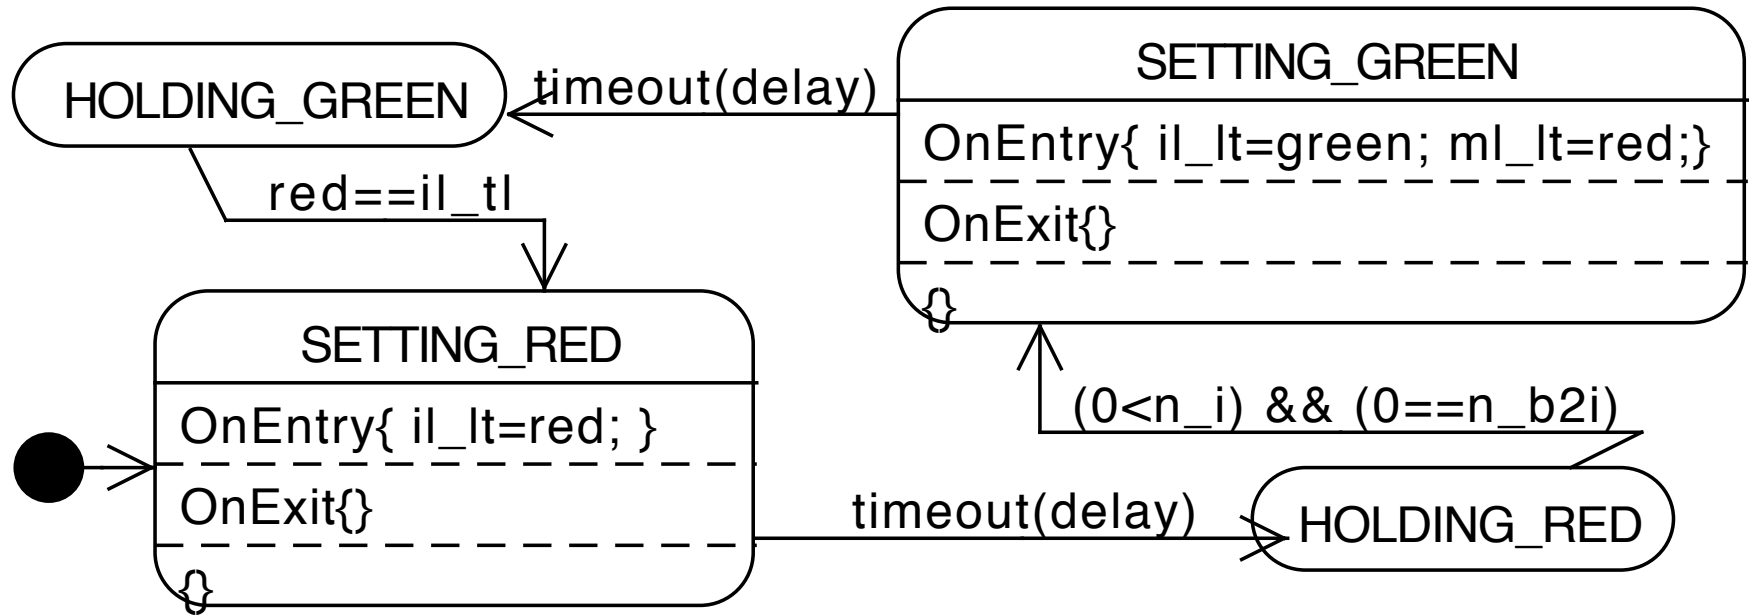 SETTING_GREEN
HOLDING_GREEN
timeout(delay)
OnEntry{ il_lt=green; ml_lt=red;}
red==il_tl
OnExit{}
{}
SETTING_RED
(0<n_i) && (0==n_b2i)
OnEntry{ il_lt=red; }
OnExit{}
timeout(delay)
HOLDING_RED
{}